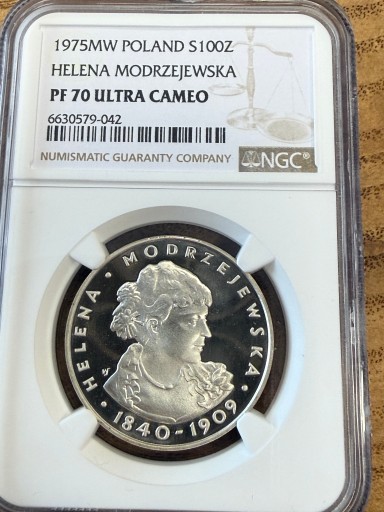 1975MW POLAND S100Z
HELENA MODRZEJEWSKA
PF 70 ULTRA CAMEO
6630579-042
NUMISMATIC GUARANTY COMPANY
NGC®
• HELENA • MODRZEJEWSKA •
1840-1909